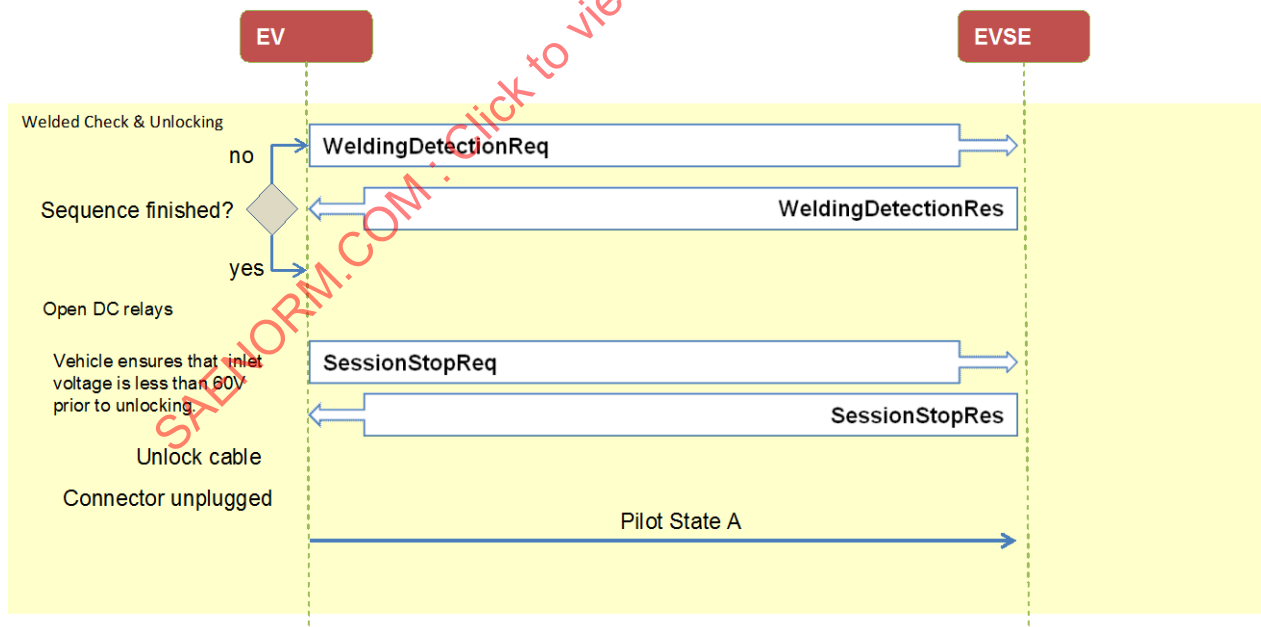 EV
EVSE
Welded Check & Unlocking
no
WeldingDetectionReq
Sequence finished?
WeldingDetectionRes
yes
Open DC relays
Vehicle ensures that inlet
voltage is less than 60V
prior to unlocking.
SessionStopReq
SessionStopRes
Unlock cable
Connector unplugged
Pilot State A
SAENORM.COM : Click to vie